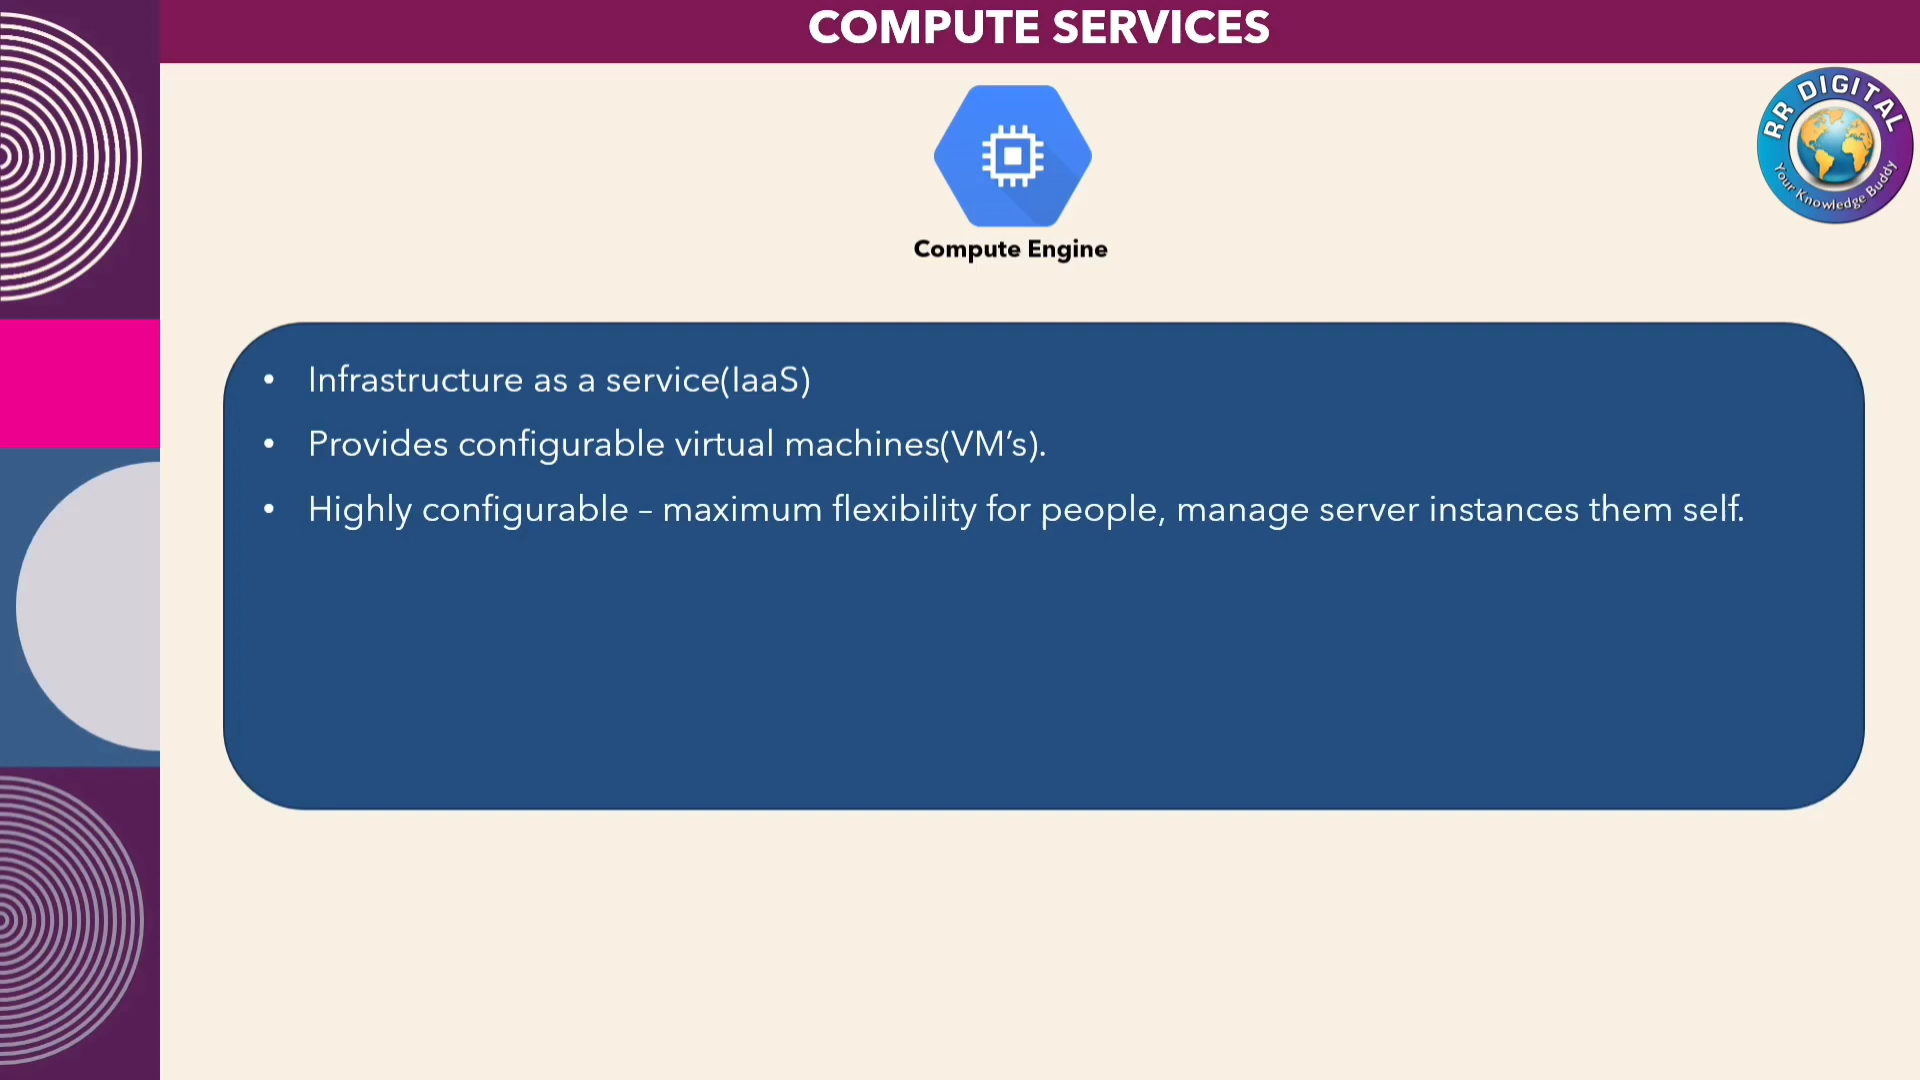 COMPUTE SERVICES
RR DIGITAL
Your Knowledge Buddy
Compute Engine
• Infrastructure as a service(IaaS)
• Provides configurable virtual machines(VM’s).
• Highly configurable – maximum flexibility for people, manage server instances them self.